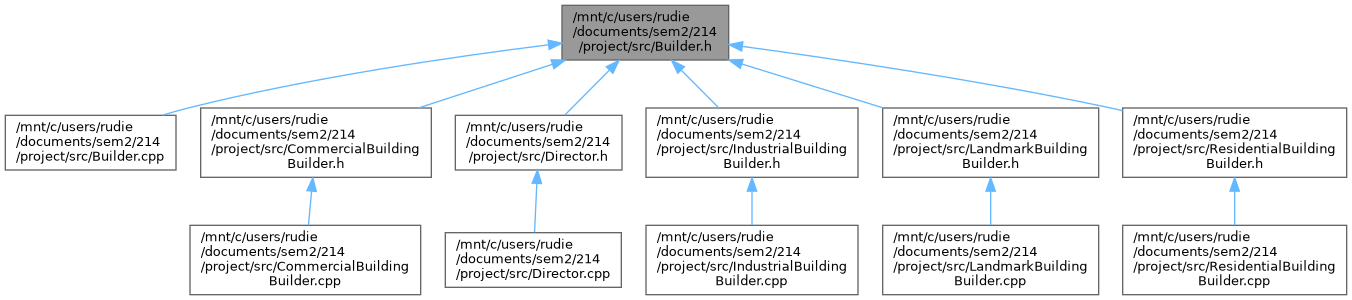 /mnt/c/users/rudie
/documents/sem2/214
/project/src/Builder.h
/mnt/c/users/rudie
/documents/sem2/214
/project/src/Builder.cpp
/mnt/c/users/rudie
/documents/sem2/214
/project/src/CommercialBuilding
Builder.h
/mnt/c/users/rudie
/documents/sem2/214
/project/src/Director.h
/mnt/c/users/rudie
/documents/sem2/214
/project/src/IndustrialBuilding
Builder.h
/mnt/c/users/rudie
/documents/sem2/214
/project/src/LandmarkBuilding
Builder.h
/mnt/c/users/rudie
/documents/sem2/214
/project/src/ResidentialBuilding
Builder.h
/mnt/c/users/rudie
/documents/sem2/214
/project/src/CommercialBuilding
Builder.cpp
/mnt/c/users/rudie
/documents/sem2/214
/project/src/Director.cpp
/mnt/c/users/rudie
/documents/sem2/214
/project/src/IndustrialBuilding
Builder.cpp
/mnt/c/users/rudie
/documents/sem2/214
/project/src/LandmarkBuilding
Builder.cpp
/mnt/c/users/rudie
/documents/sem2/214
/project/src/ResidentialBuilding
Builder.cpp